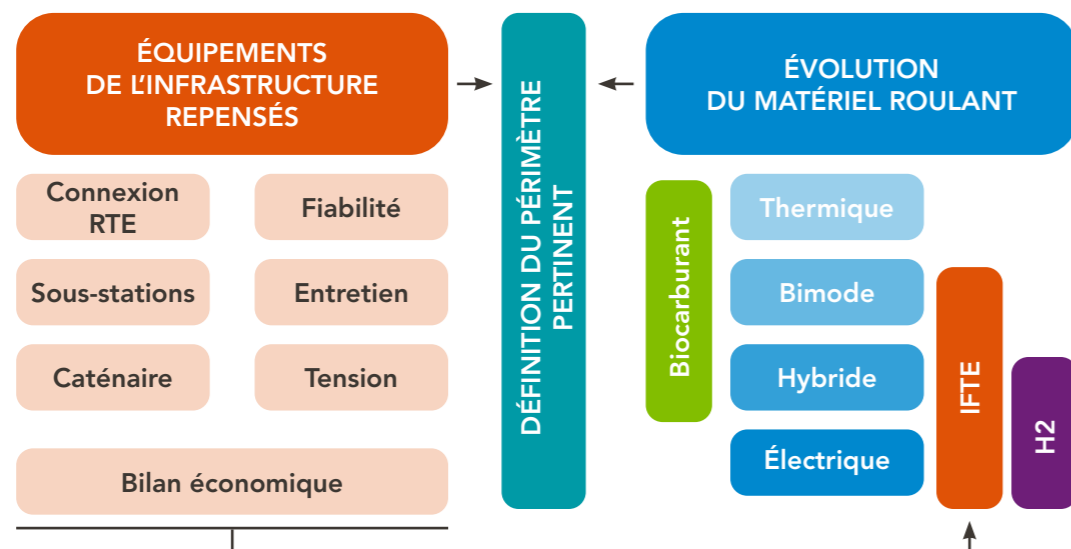 ÉQUIPEMENTS
DE L'INFRASTRUCTURE
REPENSÉS
Connexion
RTE
Fiabilité
Sous-stations
Entretien
Caténaire
Tension
Bilan économique
DÉFINITION DU PÉRIMÈTRE
PERTINENT
ÉVOLUTION
DU MATÉRIEL ROULANT
Biocarburant
Thermique
Bimode
Hybride
Électrique
IFTE
H2